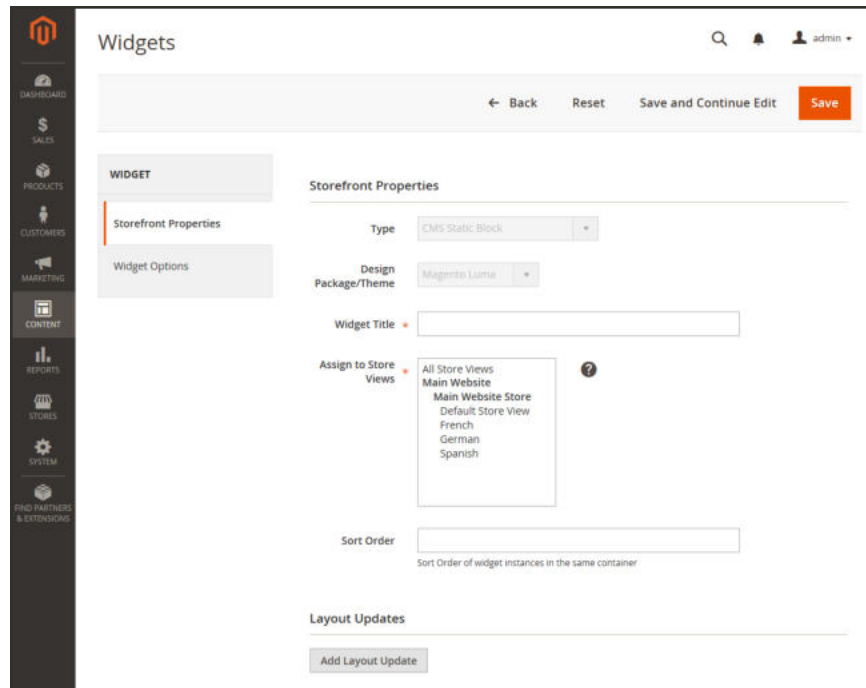 Widgets
admin
DASHBOARD
SALES
PRODUCTS
CUSTOMERS
MARKETING
CONTENT
REPORTS
STORES
SYSTEM
FIND PARTNERS
& EXTENSIONS
Back
Reset
Save and Continue Edit
Save
WIDGET
Storefront Properties
Widget Options
Storefront Properties
Type
CMS Static Block
Design
Package/Theme
Magento Luma
Widget Title *
Assign to Store
Views *
All Store Views
Main Website
Main Website Store
Default Store View
French
German
Spanish
?
Sort Order
Sort Order of widget instances in the same container
Layout Updates
Add Layout Update